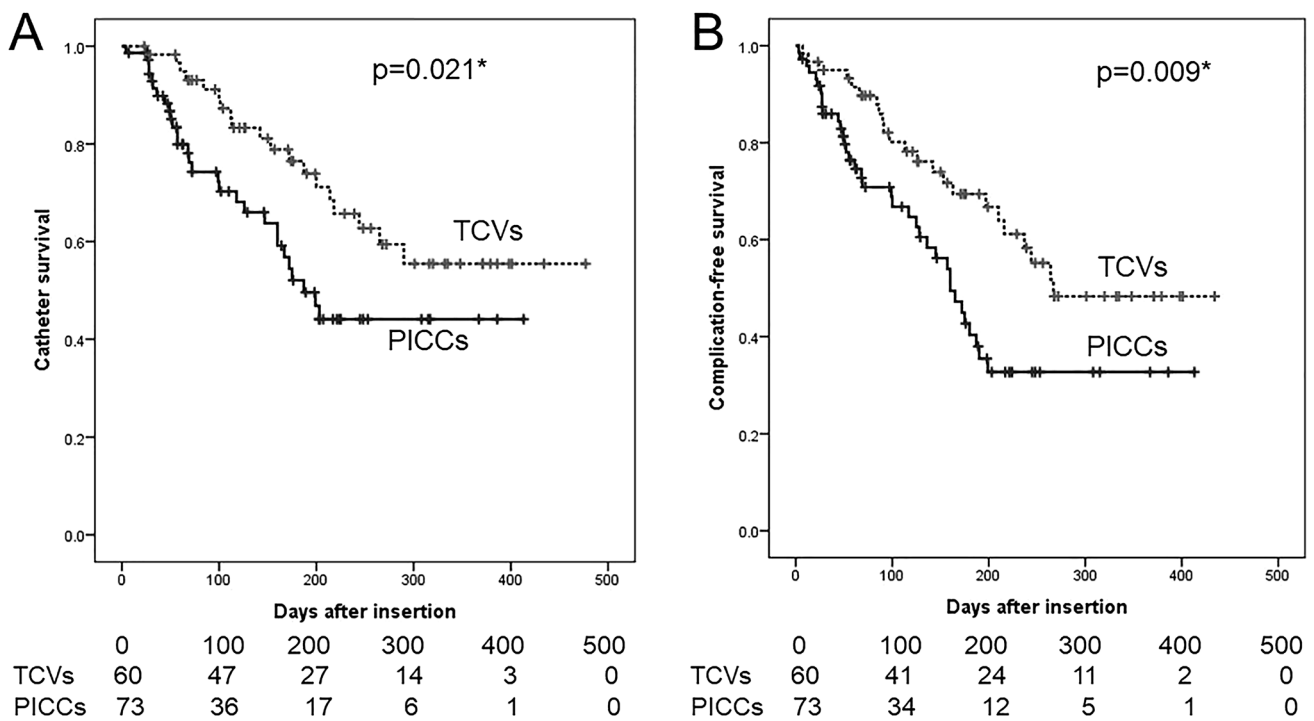 A
p=0.021*
1.0
0.8
0.6
0.4
0.2
0.0
Catheter survival
TCVs
PICCs
0 100 200 300 400 500
Days after insertion
0 100 200 300 400 500
TCVs 60 47 27 14 3 0
PICCs 73 36 17 6 1 0
B
p=0.009*
1.0
0.8
0.6
0.4
0.2
0.0
Complication-free survival
TCVs
PICCs
0 100 200 300 400 500
Days after insertion
0 100 200 300 400 500
TCVs 60 41 24 11 2 0
PICCs 73 34 12 5 1 0